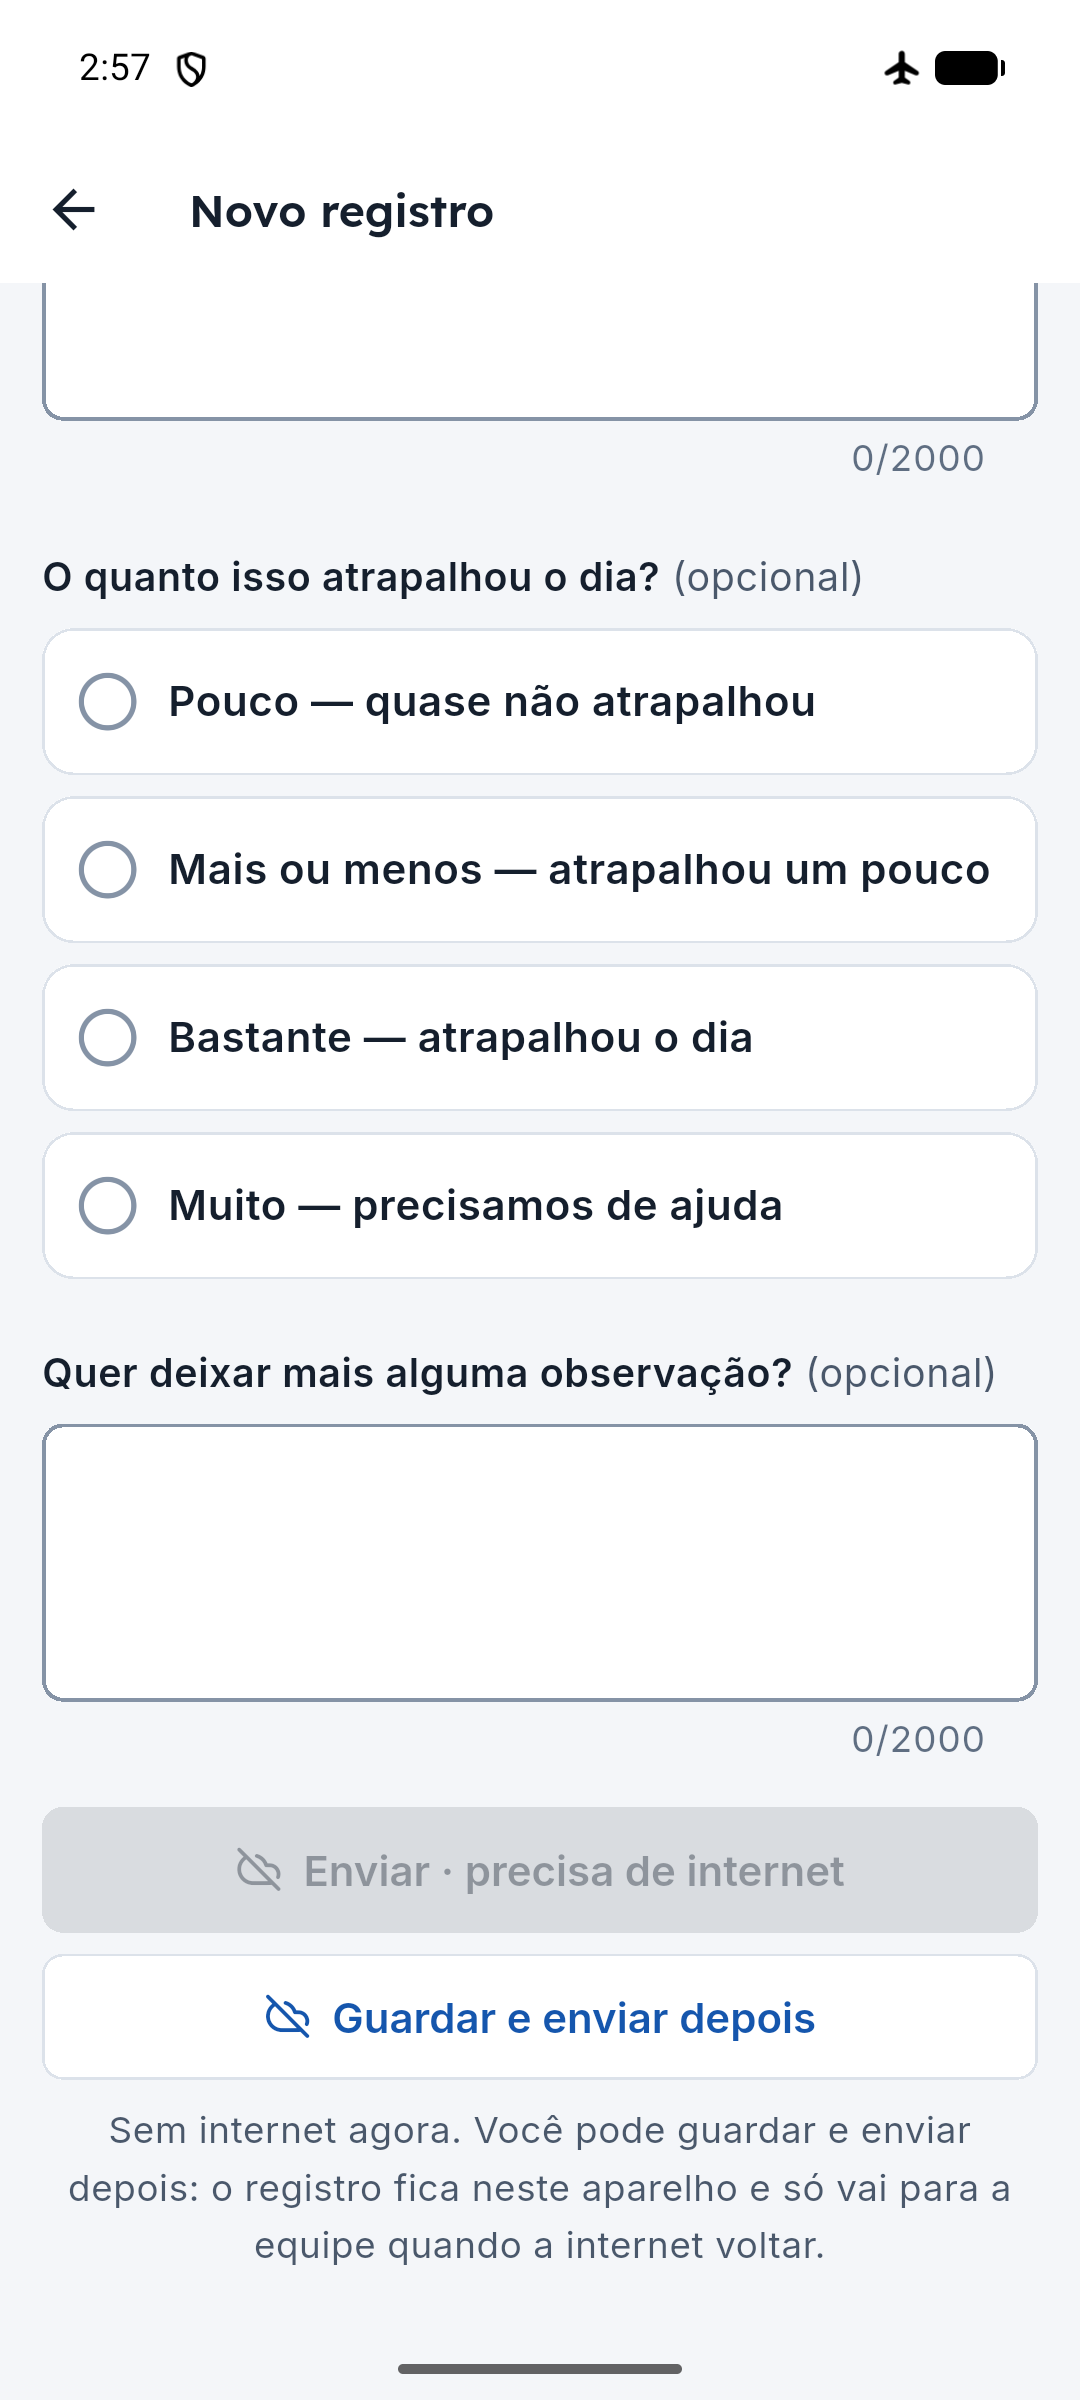 2:57
Novo registro
0/2000
O quanto isso atrapalhou o dia? (opcional)
Pouco — quase não atrapalhou
Mais ou menos — atrapalhou um pouco
Bastante — atrapalhou o dia
Muito — precisamos de ajuda
Quer deixar mais alguma observação? (opcional)
0/2000
Enviar · precisa de internet
Guardar e enviar depois
Sem internet agora. Você pode guardar e enviar
depois: o registro fica neste aparelho e só vai para a
equipe quando a internet voltar.